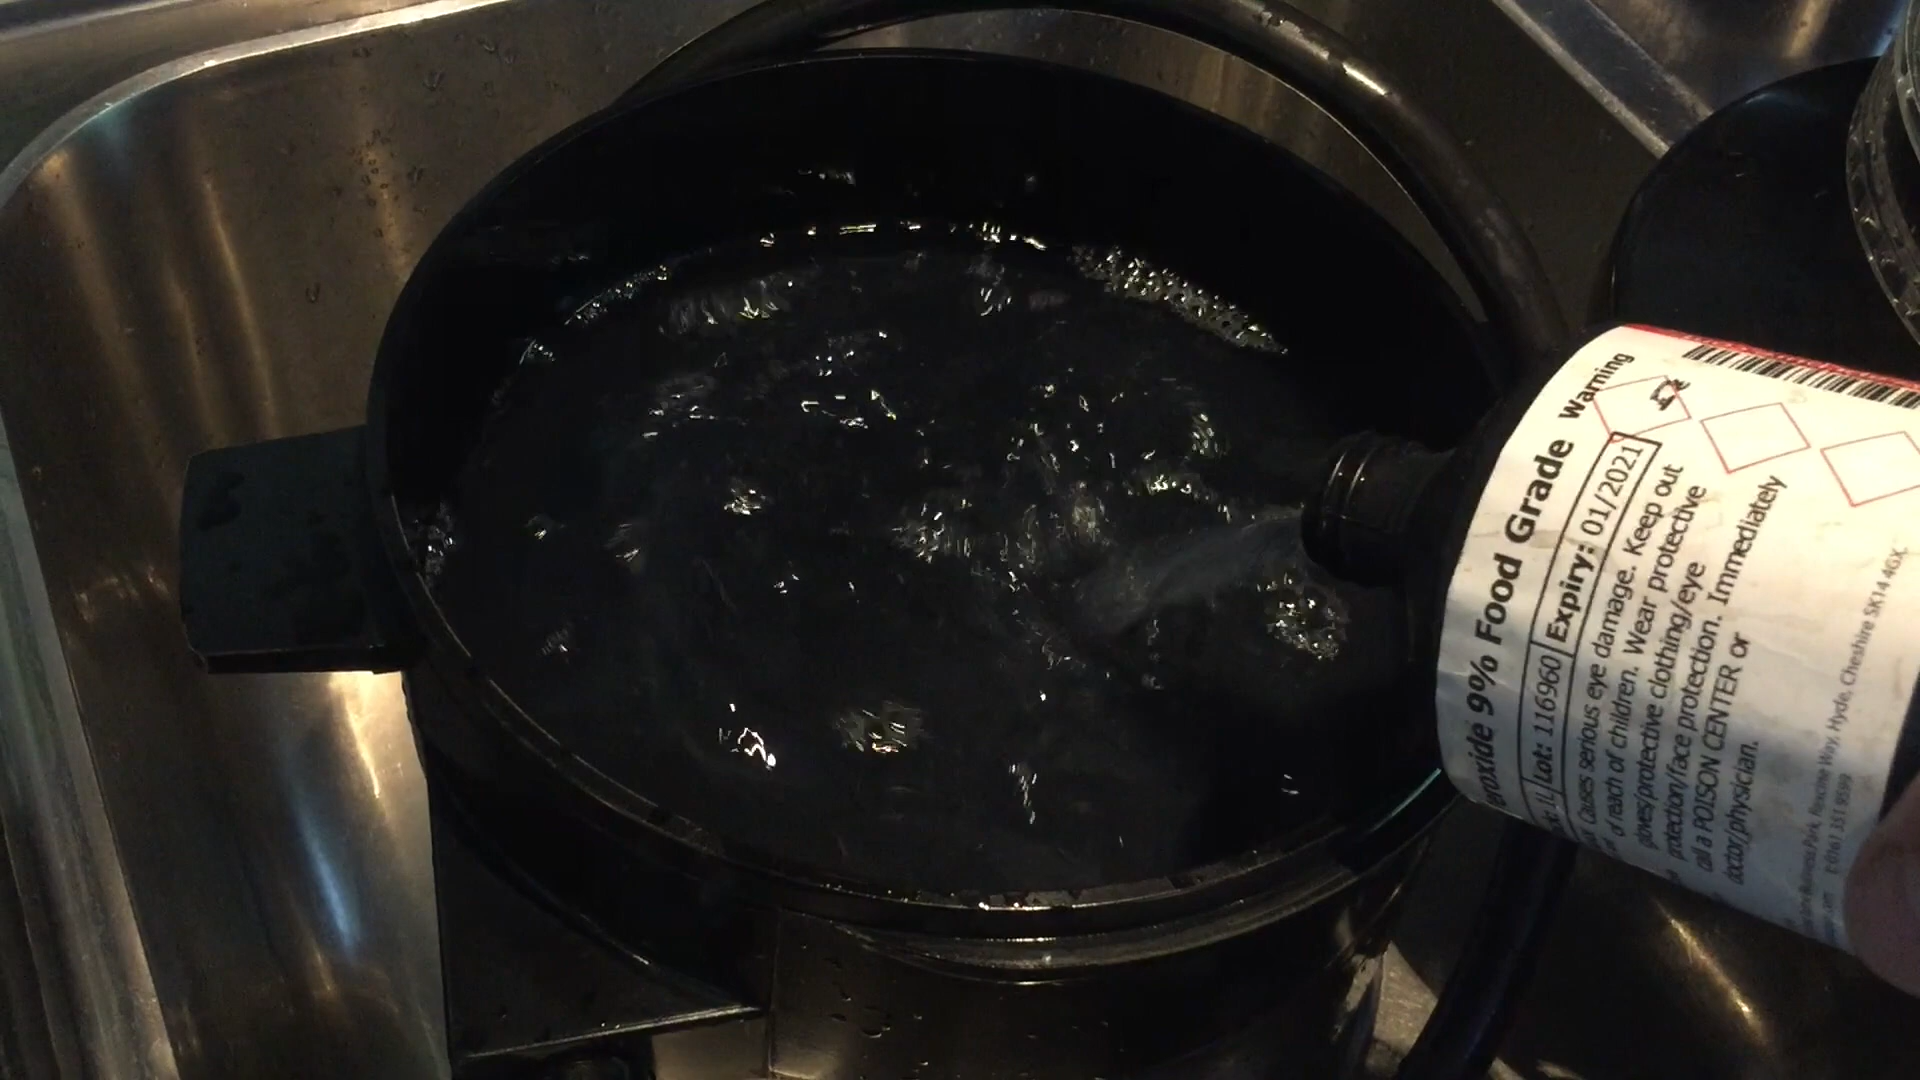 9% Food Grade Warning
Lot: 116960 Expiry: 01/2021
Causes serious eye damage. Keep out
of reach of children. Wear protective
gloves/protective clothing/eye
protection/face protection. Immediately
call a POISON CENTER or
doctor/physician.
Park, Way, Hyde, Cheshire SK14 4GX